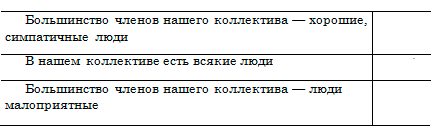 Большинство членов нашего коллектива — хорошие,
симпатичные люди
В нашем коллективе есть всякие люди
Большинство членов нашего коллектива — люди
малоприятные